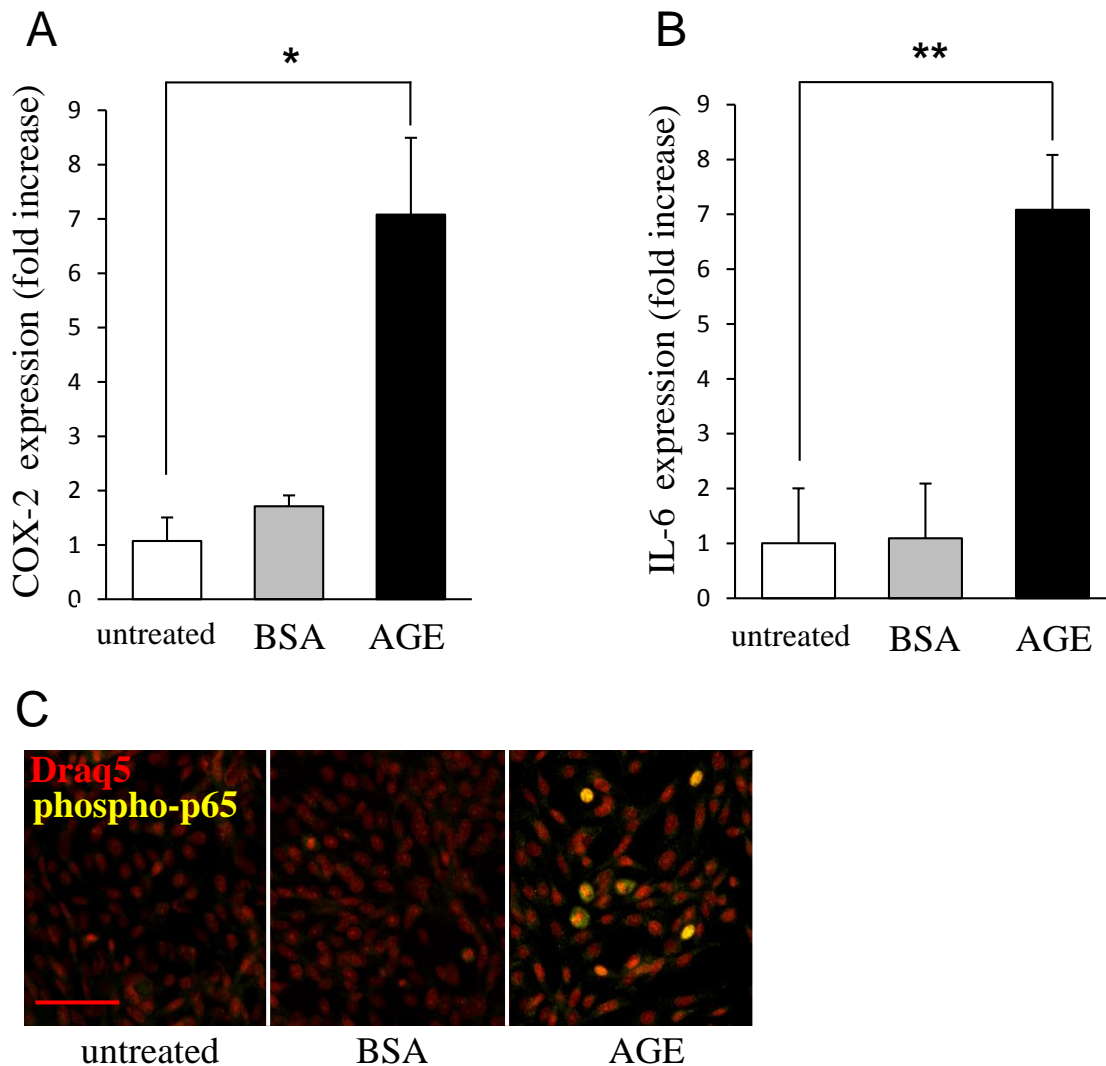 A
*
COX-2 expression (fold increase)
9
8
7
6
5
4
3
2
1
0
untreated BSA AGE
B
**
IL-6 expression (fold increase)
9
8
7
6
5
4
3
2
1
0
untreated BSA AGE
C
Draq5
phospho-p65
untreated BSA AGE